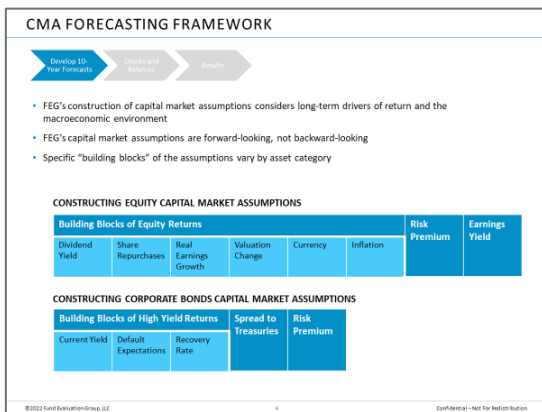 CMA FORECASTING FRAMEWORK
Develop 10-
Year Forecasts
Checks and
Balances
Results
• FEG's construction of capital market assumptions considers long-term drivers of return and the
macroeconomic environment
• FEG's capital market assumptions are forward-looking, not backward-looking
• Specific "building blocks" of the assumptions vary by asset category
CONSTRUCTING EQUITY CAPITAL MARKET ASSUMPTIONS
Building Blocks of Equity Returns
Risk
Premium
Earnings
Yield
Dividend
Yield
Share
Repurchases
Real
Earnings
Growth
Valuation
Change
Currency
Inflation
CONSTRUCTING CORPORATE BONDS CAPITAL MARKET ASSUMPTIONS
Building Blocks of High Yield Returns
Spread to
Treasuries
Risk
Premium
Current Yield
Default
Expectations
Recovery
Rate
©2022 Fund Evaluation Group, LLC
Confidential – Not For Redistribution